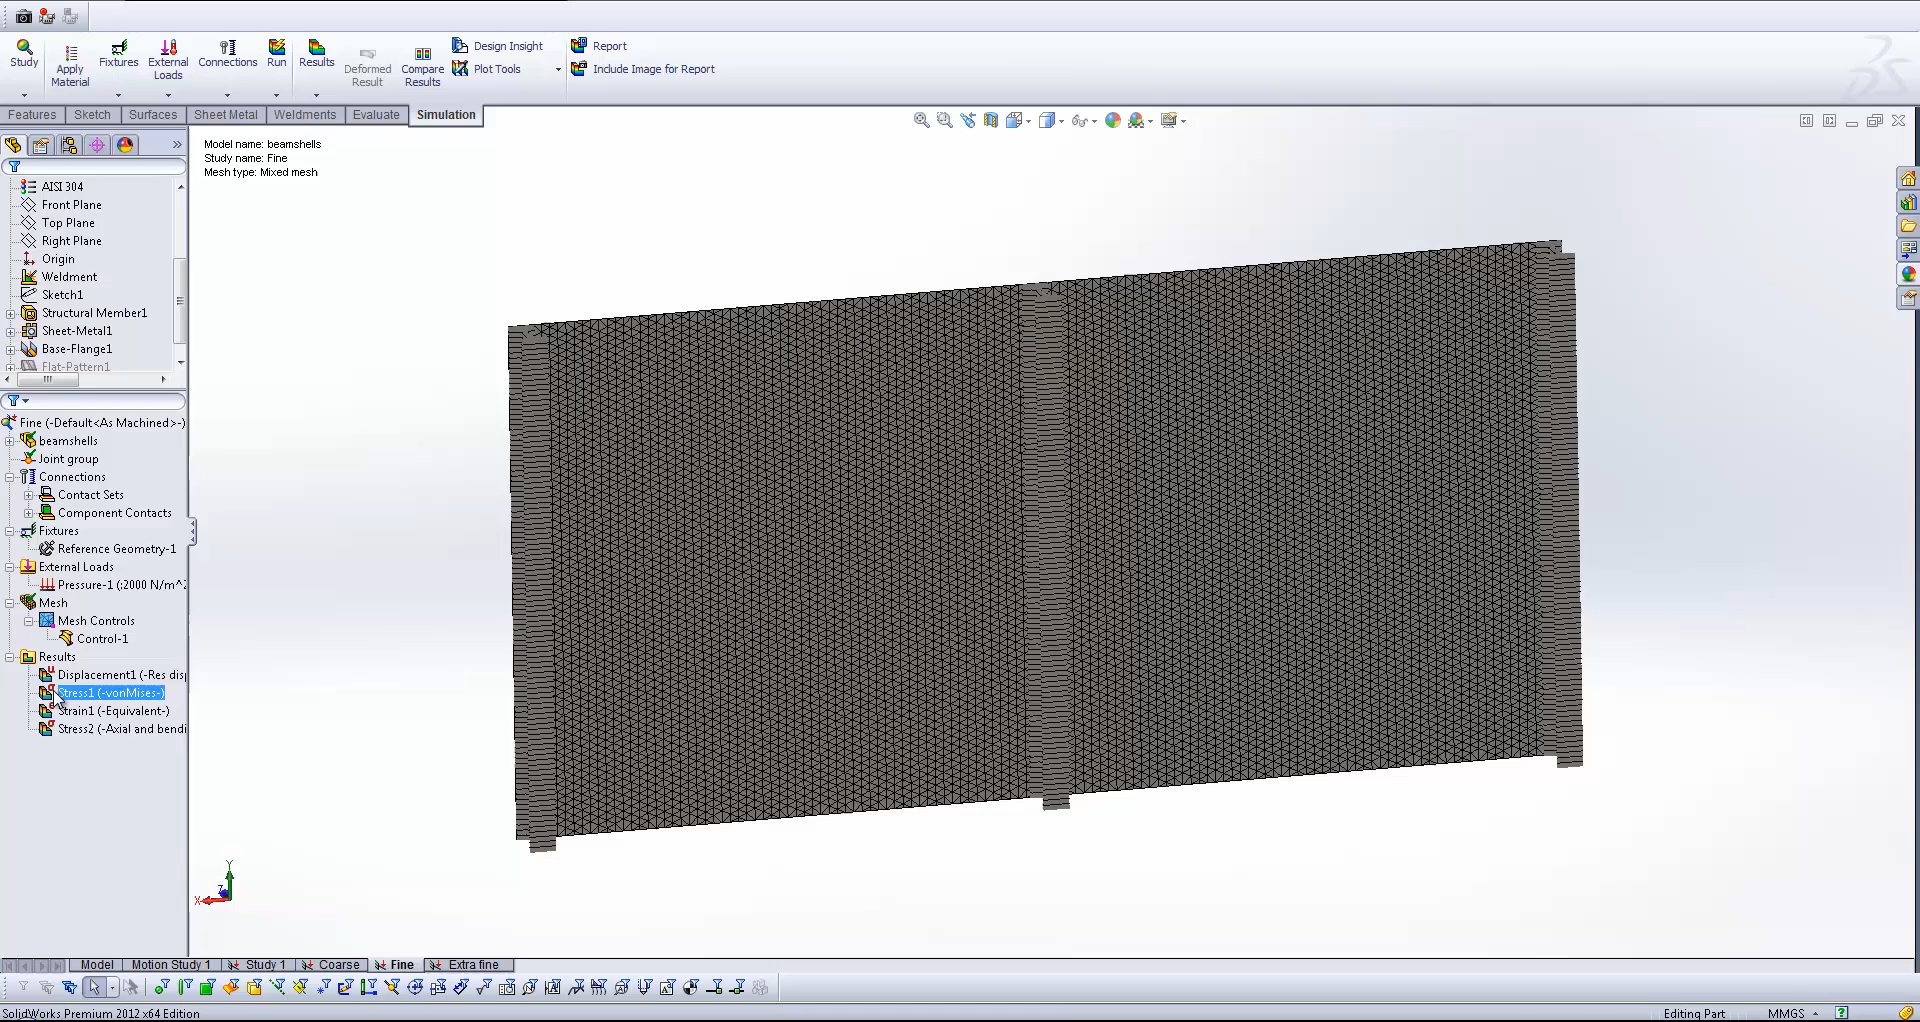 Study
Apply
Material
Fixtures
External
Loads
Connections
Run
Results
Deformed
Result
Compare
Results
Design Insight
Plot Tools
Report
Include Image for Report
Features
Sketch
Surfaces
Sheet Metal
Weldments
Evaluate
Simulation
Model name: beamshells
Study name: Fine
Mesh type: Mixed mesh
AISI 304
Front Plane
Top Plane
Right Plane
Origin
Weldment
Sketch1
Structural Member1
Sheet-Metal1
Base-Flange1
Flat-Pattern1
Fine (-Default<As Machined>-)
beamshells
Joint group
Connections
Contact Sets
Component Contacts
Fixtures
Reference Geometry-1
External Loads
Pressure-1 (:2000 N/m^2
Mesh
Mesh Controls
Control-1
Results
Displacement1 (-Res disp
Stress1 (-vonMises-)
Strain1 (-Equivalent-)
Stress2 (-Axial and bendi
Y
Z
X
Model
Motion Study 1
Study 1
Coarse
Fine
Extra fine
SolidWorks Premium 2012 x64 Edition
Editing Part
MMGS